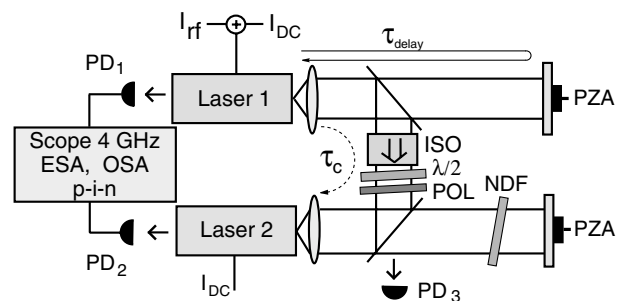 I_rf
I_DC
τ_delay
PD_1
Laser 1
PZA
Scope 4 GHz
ESA, OSA
p-i-n
τ_c
ISO
λ/2
POL
NDF
Laser 2
PZA
PD_2
I_DC
PD_3